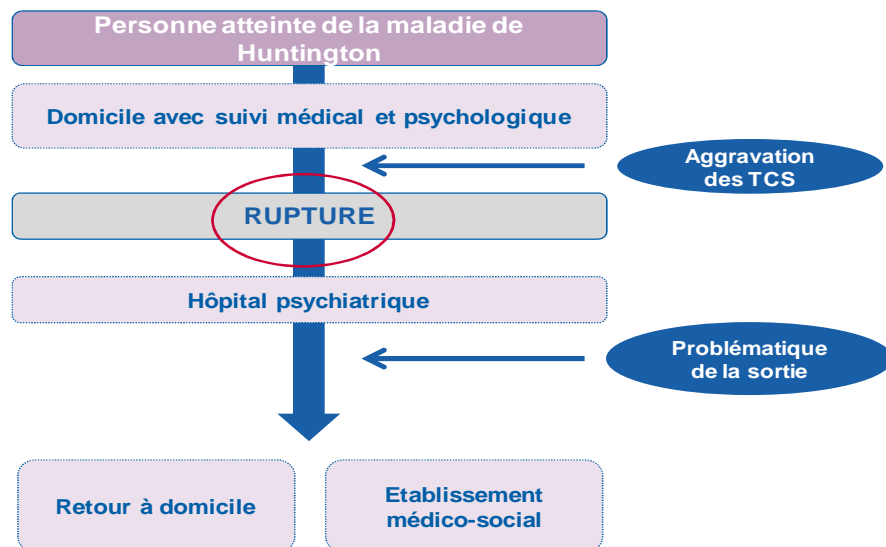 Personne atteinte de la maladie de
Huntington
Domicile avec suivi médical et psychologique
Aggravation
des TCS
RUPTURE
Hôpital psychiatrique
Problématique
de la sortie
Retour à domicile
Etablissement
médico-social